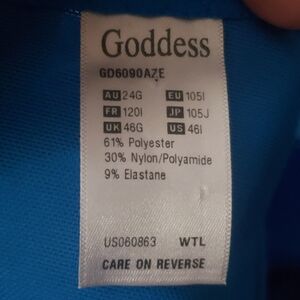 Goddess
GD6090AZE
AU 24G EU 105I
FR 120I JP 105J
UK 46G US 46I
61% Polyester
30% Nylon/Polyamide
9% Elastane
US060863 WTL
CARE ON REVERSE